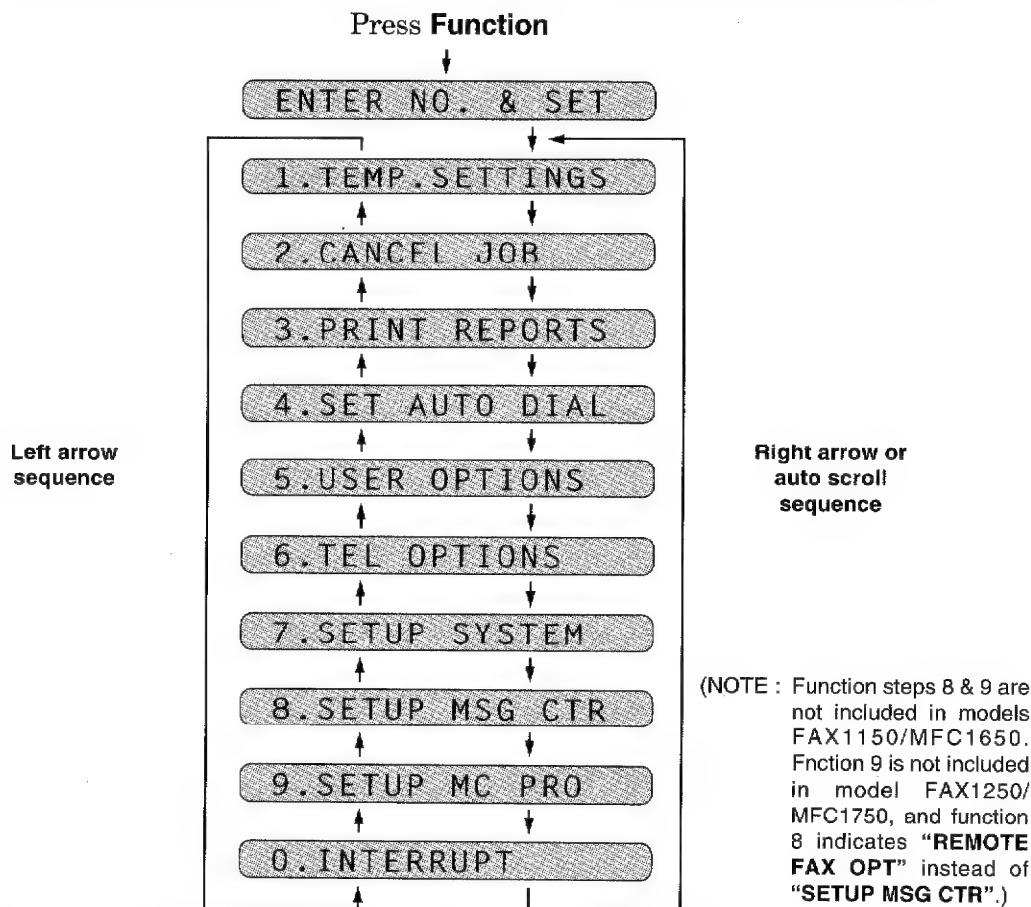 Press Function
ENTER NO. & SET
1.TEMP.SETTINGS
2.CANCEL JOB
3.PRINT REPORTS
4.SET AUTO DIAL
5.USER OPTIONS
6.TEL OPTIONS
7.SETUP SYSTEM
8.SETUP MSG CTR
9.SETUP MC PRO
0.INTERRUPT
Left arrow
sequence
Right arrow or
auto scroll
sequence
(NOTE : Function steps 8 & 9 are
not included in models
FAX1150/MFC1650.
Fnction 9 is not included
in model FAX1250/
MFC1750, and function
8 indicates "REMOTE
FAX OPT" instead of
"SETUP MSG CTR".)